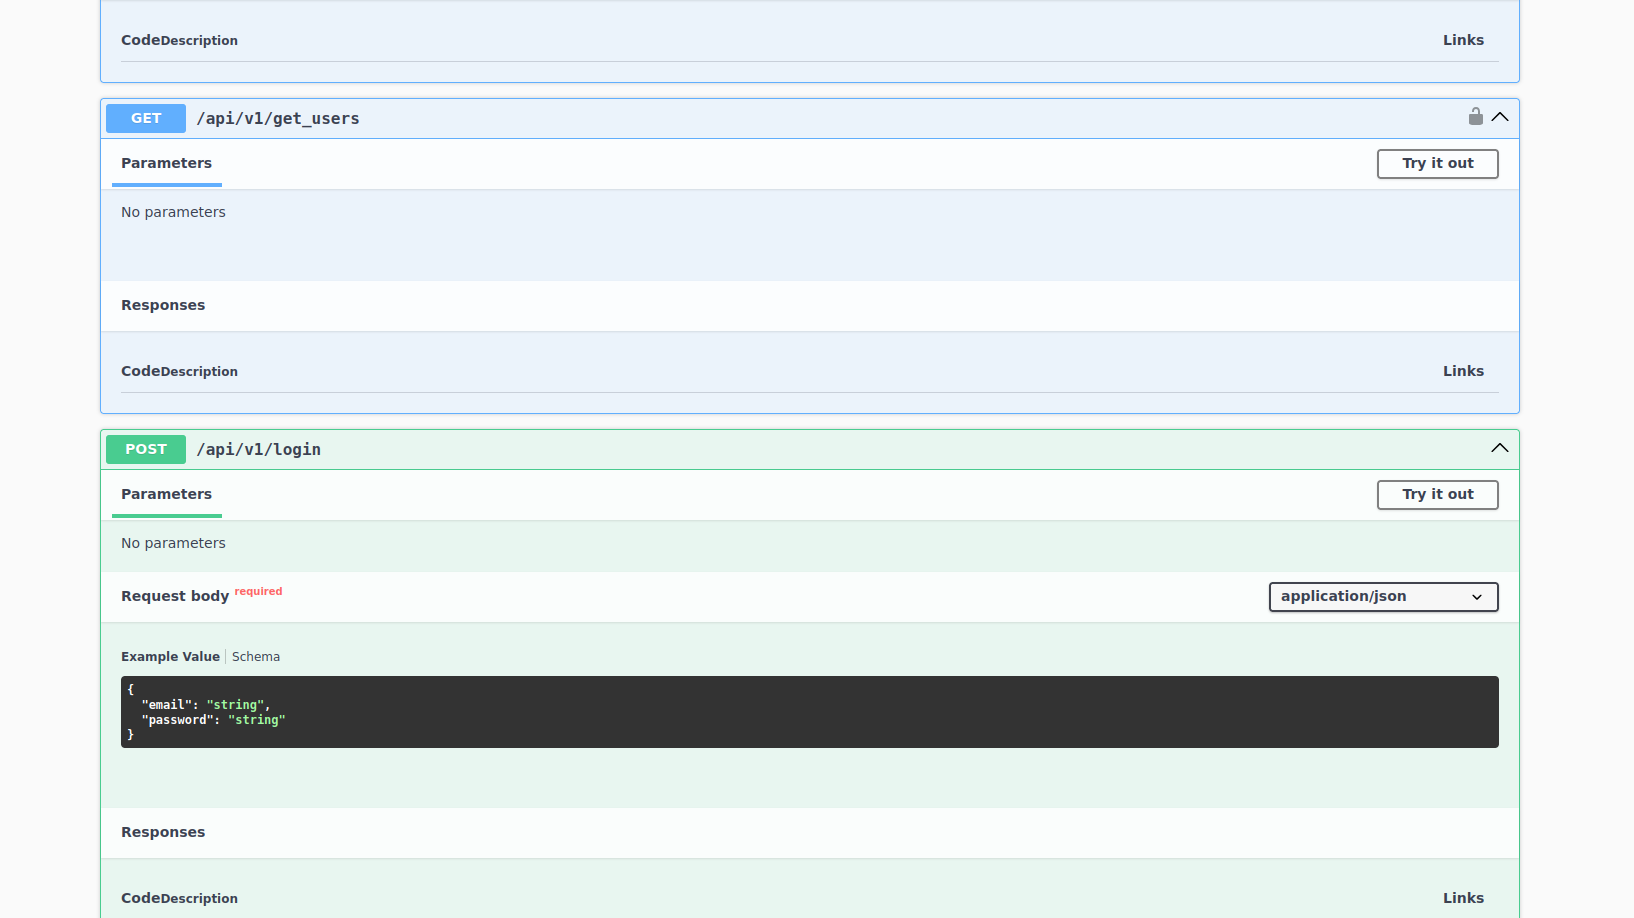 CodeDescription Links
GET /api/v1/get_users
Parameters Try it out
No parameters
Responses
CodeDescription Links
POST /api/v1/login
Parameters Try it out
No parameters
Request body required application/json
Example Value Schema
{
"email": "string",
"password": "string"
}
Responses
CodeDescription Links